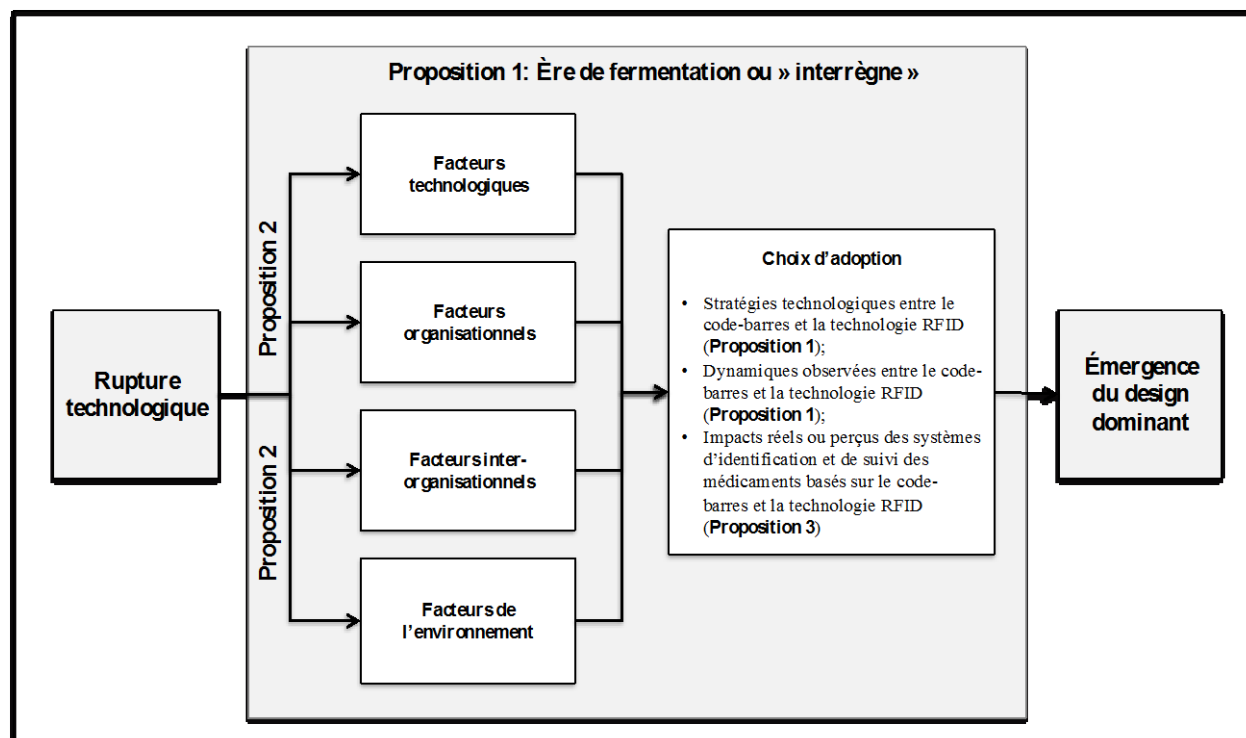 Proposition 1: Ère de fermentation ou » interrègne »
Rupture
technologique
Proposition 2
Proposition 2
Facteurs
technologiques
Facteurs
organisationnels
Facteurs inter-
organisationnels
Facteurs de
l'environnement
Choix d'adoption
• Stratégies technologiques entre le
code-barres et la technologie RFID
(Proposition 1);
• Dynamiques observées entre le code-
barres et la technologie RFID
(Proposition 1);
• Impacts réels ou perçus des systèmes
d'identification et de suivi des
médicaments basés sur le code-
barres et la technologie RFID
(Proposition 3)
Émergence
du design
dominant